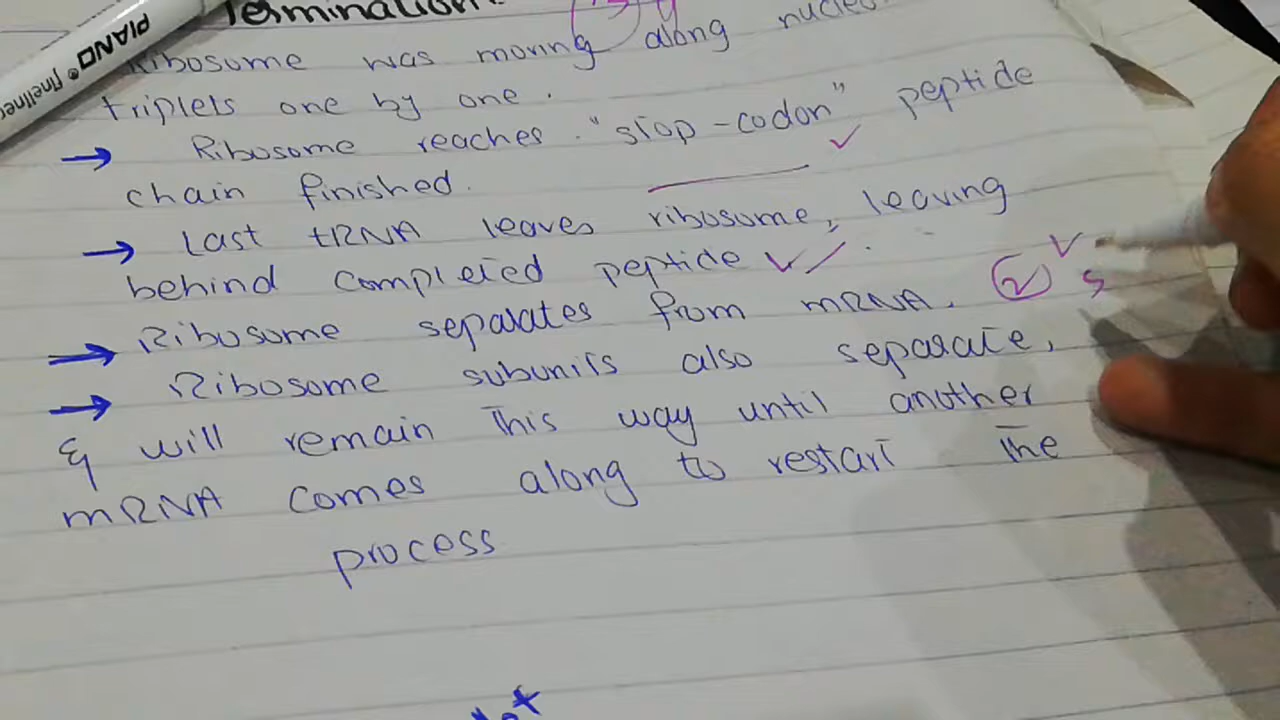 PIANO® fineliner
Termination
Ribosome was moving along
triplets one by one.
→ Ribosome reaches "stop-codon" peptide
chain finished.
→ Last tRNA leaves ribosome, leaving
behind completed peptide
→ Ribosome separates from mRNA.
→ Ribosome subunits also separate,
& will remain this way until another
mRNA comes along to restart the
process